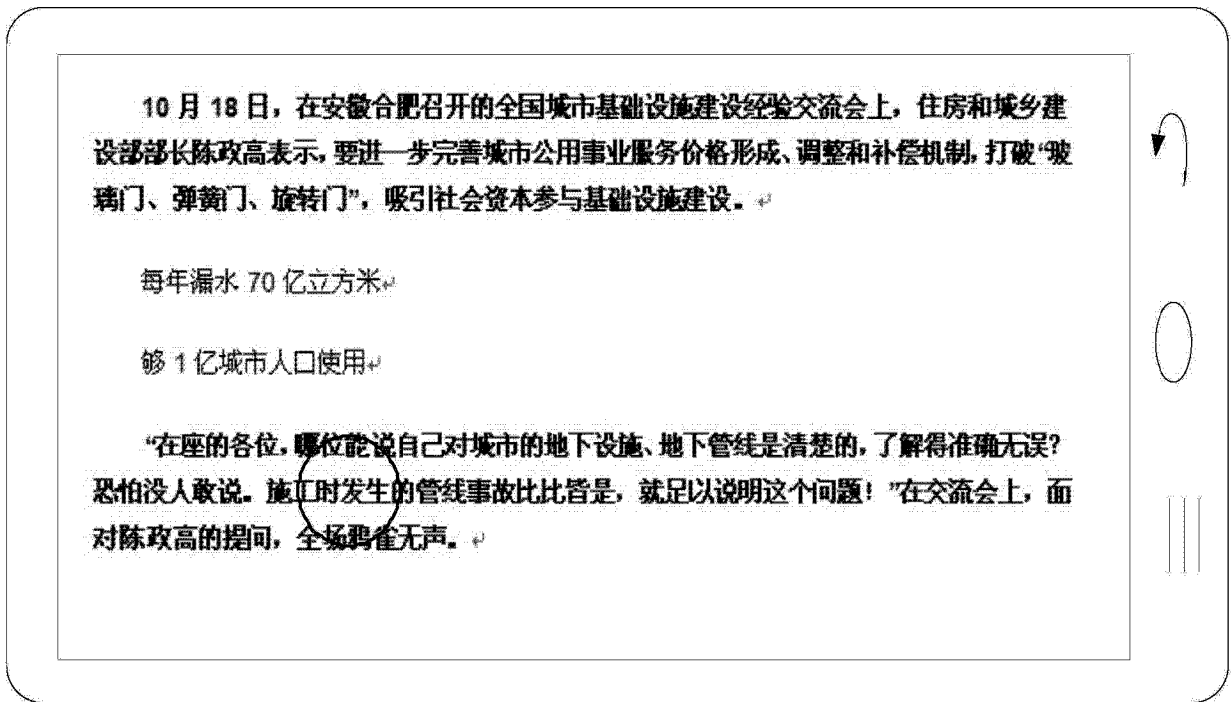 10 月 18 日，在安徽合肥召开的全国城市基础设施建设经验交流会上，住房和城乡建
设部部长陈政高表示，要进一步完善城市公用事业服务价格形成、调整和补偿机制，打破“玻
璃门、弹簧门、旋转门”，吸引社会资本参与基础设施建设。
每年漏水 70 亿立方米
够 1 亿城市人口使用
“在座的各位，哪位能说自己对城市的地下设施、地下管线是清楚的，了解得准确无误？
恐怕没人敢说。施工时发生的管线事故比比皆是，就足以说明这个问题！”在交流会上，面
对陈政高的提问，全场鸦雀无声。